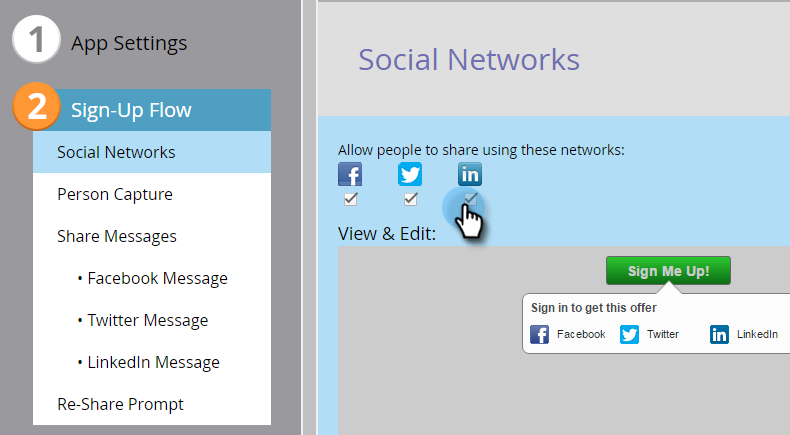 1 App Settings
2 Sign-Up Flow
Social Networks
Person Capture
Share Messages
• Facebook Message
• Twitter Message
• LinkedIn Message
Re-Share Prompt
Social Networks
Allow people to share using these networks:
View & Edit:
Sign Me Up!
Sign in to get this offer
Facebook Twitter LinkedIn